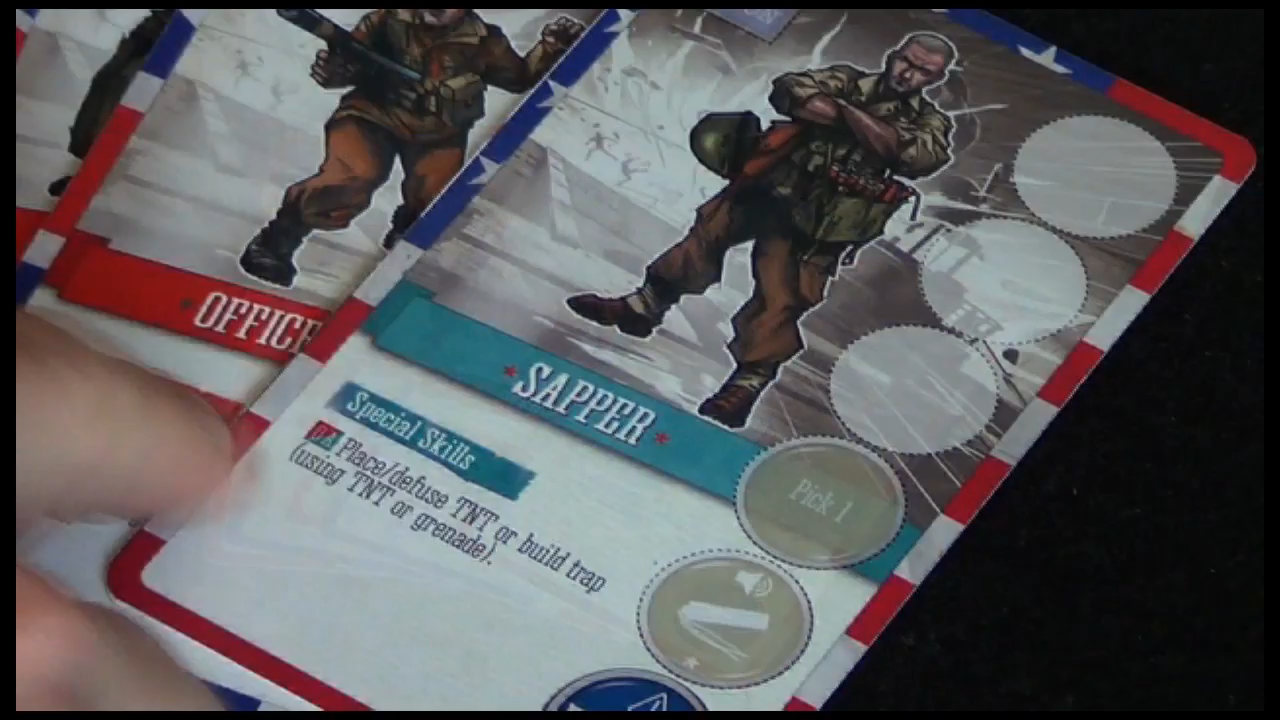 OFFICE
SAPPER
Special Skills
Place/defuse TNT or build trap
(using TNT or grenade).
Pick 1